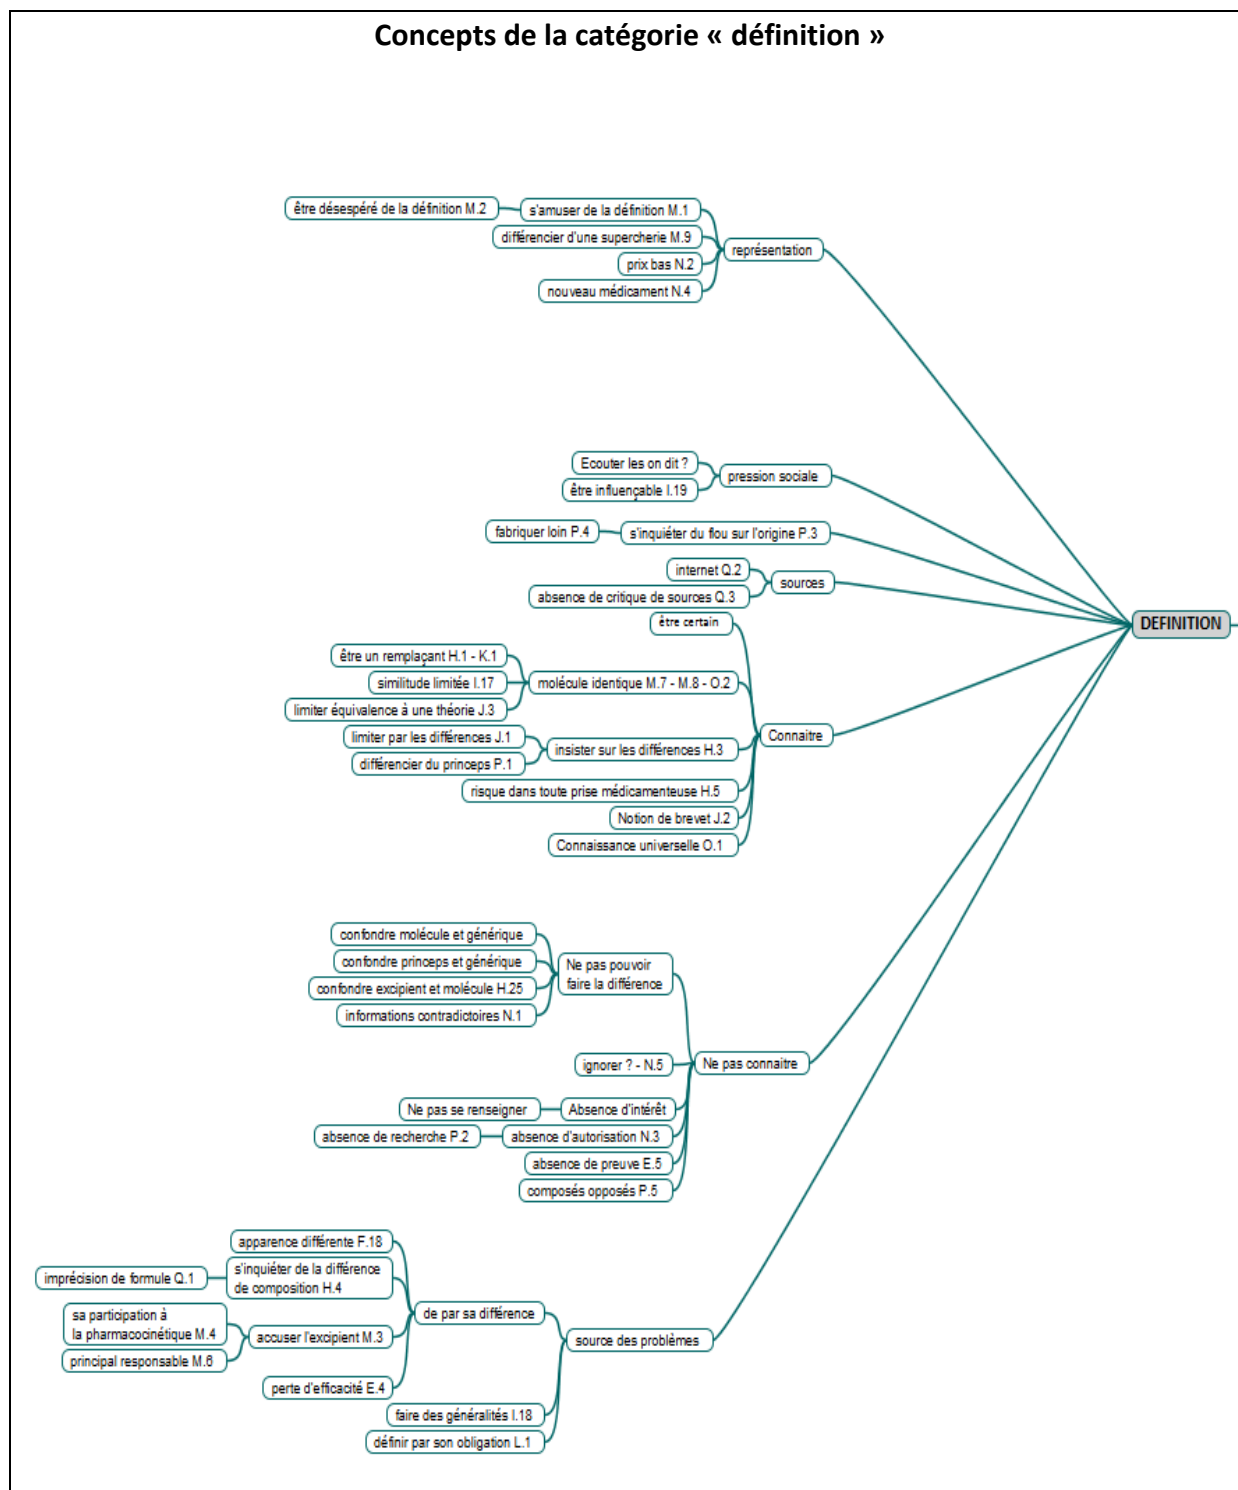 Concepts de la catégorie « définition »
être désespéré de la définition M.2
s'amuser de la définition M.1
différencier d'une supercherie M.9
prix bas N.2
nouveau médicament N.4
représentation
Ecouter les on dit ?
être influençable I.19
pression sociale
fabriquer loin P.4
s'inquiéter du flou sur l'origine P.3
internet Q.2
absence de critique de sources Q.3
sources
DEFINITION
être certain
être un remplaçant H.1 - K.1
similitude limitée I.17
limiter équivalence à une théorie J.3
molécule identique M.7 - M.8 - O.2
limiter par les différences J.1
différencier du princeps P.1
insister sur les différences H.3
risque dans toute prise médicamenteuse H.5
Notion de brevet J.2
Connaissance universelle O.1
Connaitre
confondre molécule et générique
confondre princeps et générique
confondre excipient et molécule H.25
informations contradictoires N.1
Ne pas pouvoir
faire la différence
ignorer ? - N.5
Ne pas connaitre
Ne pas se renseigner
Absence d'intérêt
absence de recherche P.2
absence d'autorisation N.3
absence de preuve E.5
composés opposés P.5
apparence différente F.18
imprécision de formule Q.1
s'inquiéter de la différence
de composition H.4
sa participation à
la pharmacocinétique M.4
principal responsable M.6
accuser l'excipient M.3
perte d'efficacité E.4
de par sa différence
faire des généralités I.18
définir par son obligation L.1
source des problèmes